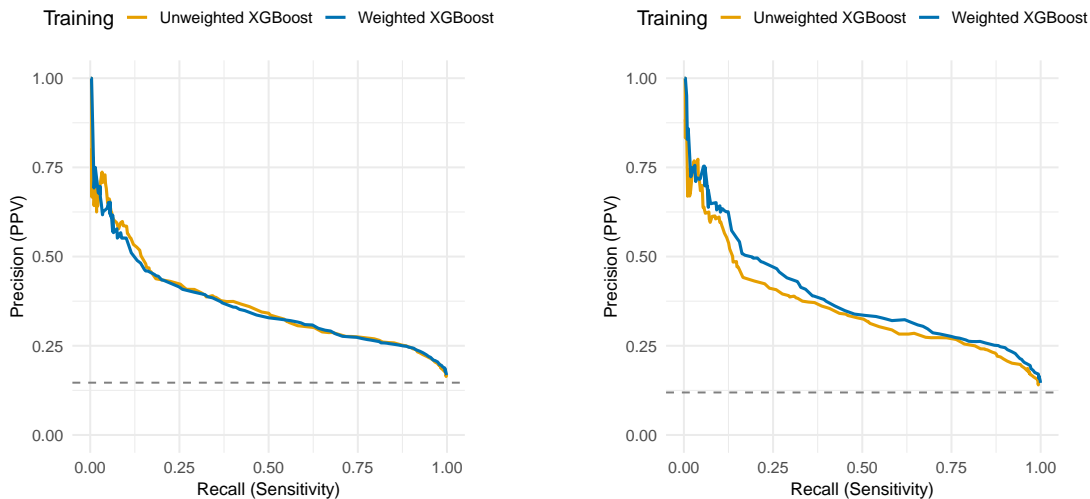 Training Unweighted XGBoost Weighted XGBoost
1.00
0.75
0.50
0.25
0.00
Precision (PPV)
0.00 0.25 0.50 0.75 1.00
Recall (Sensitivity)
Training Unweighted XGBoost Weighted XGBoost
1.00
0.75
0.50
0.25
0.00
Precision (PPV)
0.00 0.25 0.50 0.75 1.00
Recall (Sensitivity)